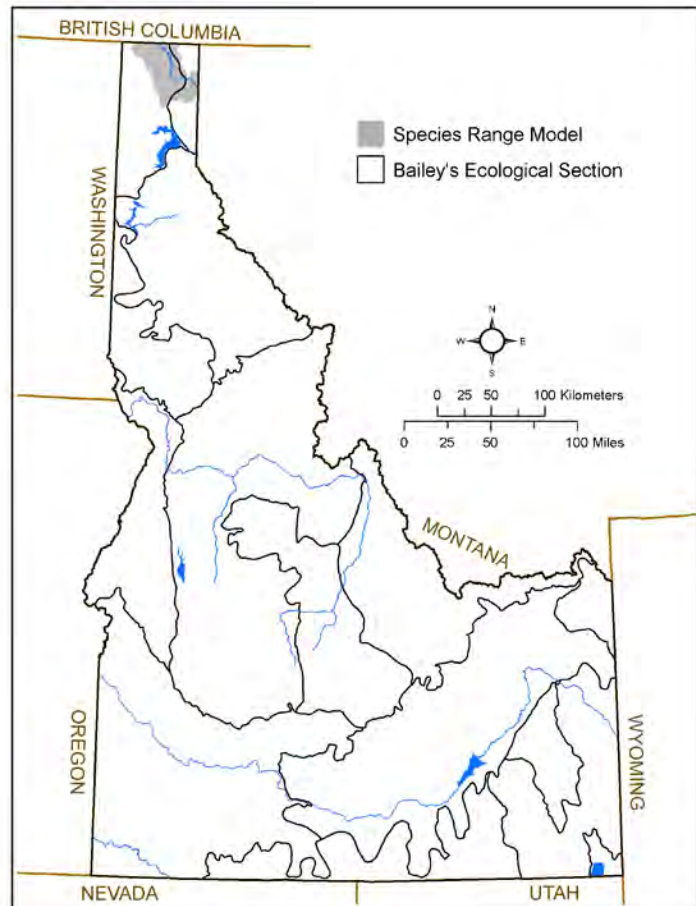 BRITISH COLUMBIA
Species Range Model
Bailey's Ecological Section
WASHINGTON
N
W E
S
0 25 50 100 Kilometers
0 25 50 100 Miles
MONTANA
OREGON
WYOMING
NEVADA
UTAH